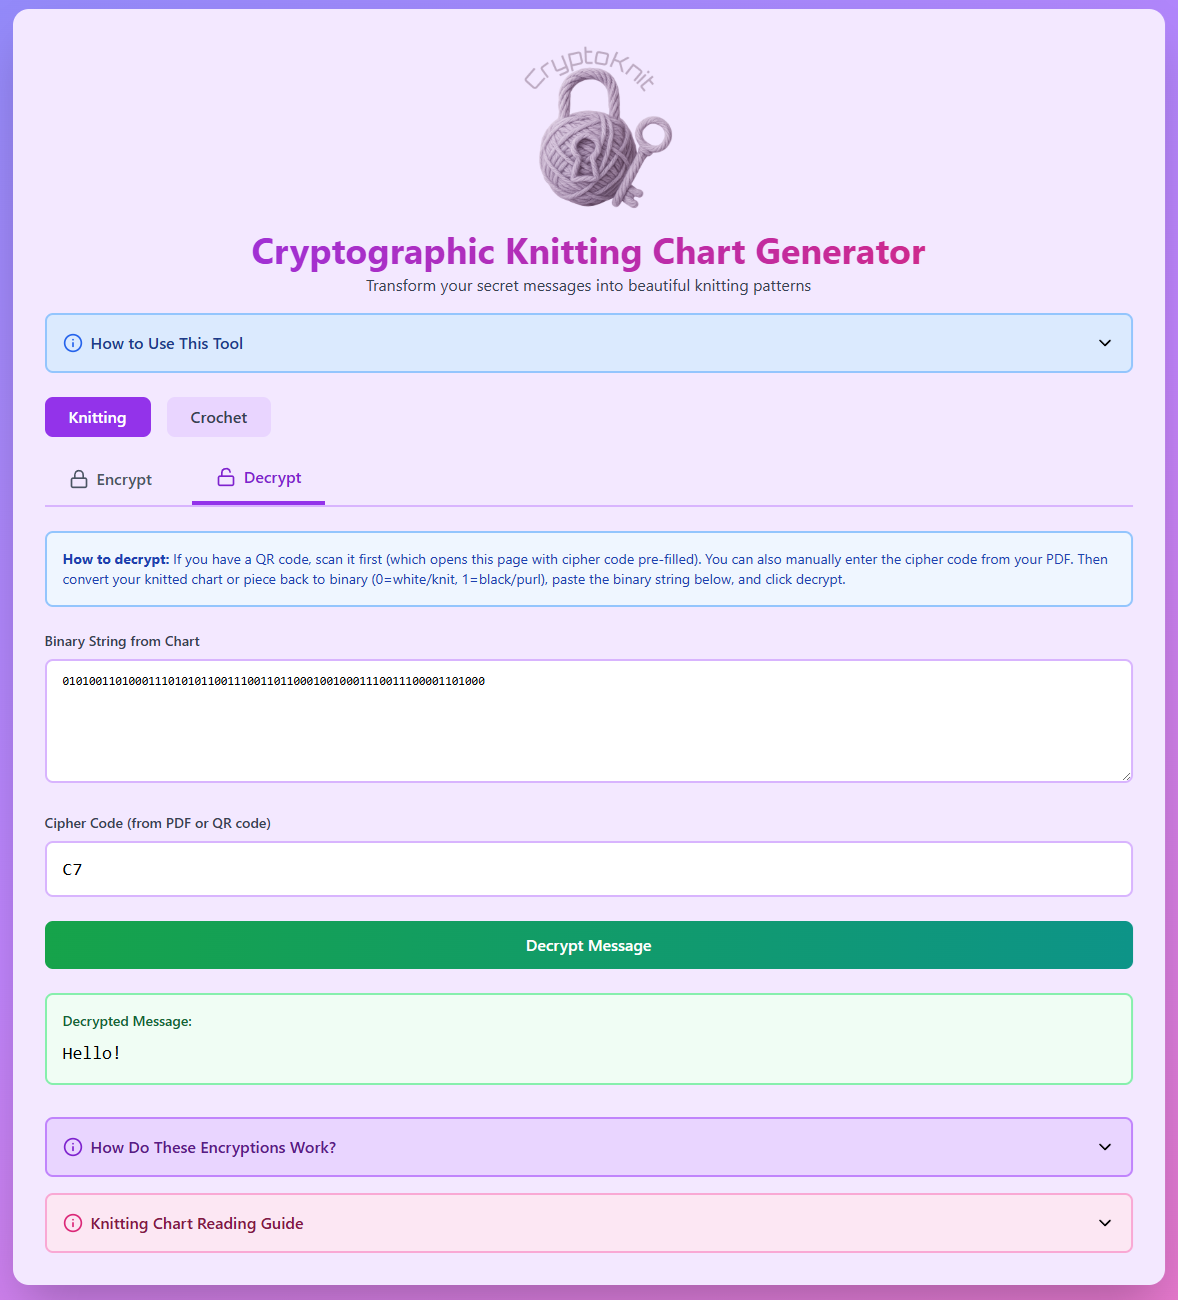 CryptoKnit
Cryptographic Knitting Chart Generator
Transform your secret messages into beautiful knitting patterns
How to Use This Tool
Knitting
Crochet
Encrypt
Decrypt
How to decrypt: If you have a QR code, scan it first (which opens this page with cipher code pre-filled). You can also manually enter the cipher code from your PDF. Then
convert your knitted chart or piece back to binary (0=white/knit, 1=black/purl), paste the binary string below, and click decrypt.
Binary String from Chart
0101001101000111010101100111001101100010010001110011100001101000
Cipher Code (from PDF or QR code)
C7
Decrypt Message
Decrypted Message:
Hello!
How Do These Encryptions Work?
Knitting Chart Reading Guide